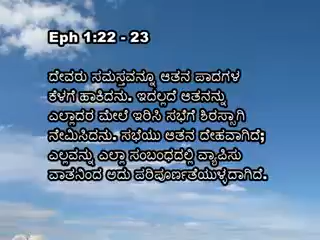 Eph 1:22 - 23
ದೇವರು ಸಮಸ್ತವನ್ನೂ ಆತನ ಪಾದಗಳ
ಕೆಳಗೆ ಹಾಕಿದನು. ಇದಲ್ಲದೆ ಆತನನ್ನು
ಎಲ್ಲಾದರ ಮೇಲೆ ಇರಿಸಿ ಸಭೆಗೆ ಶಿರಸ್ಸಾಗಿ
ನೇಮಿಸಿದನು. ಸಭೆಯು ಆತನ ದೇಹವಾಗಿದೆ;
ಎಲ್ಲವನ್ನು ಎಲ್ಲಾ ಸಂಬಂಧದಲ್ಲಿ ವ್ಯಾಪಿಸು
ವಾತನಿಂದ ಅದು ಪರಿಪೂರ್ಣತೆಯುಳ್ಳದಾಗಿದೆ.